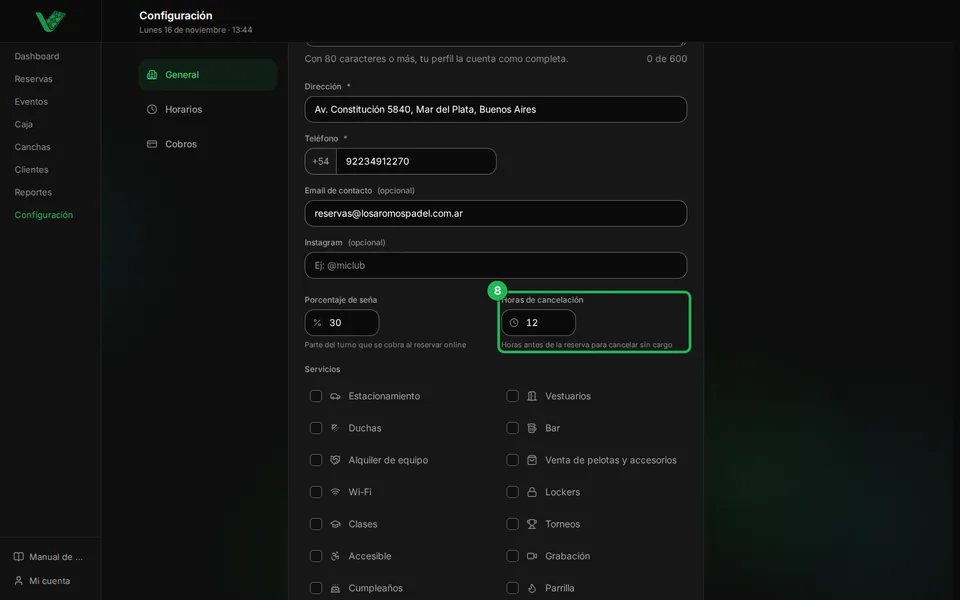 Configuración
Lunes 16 de noviembre · 13:44
Dashboard
Reservas
Eventos
Caja
Canchas
Clientes
Reportes
Configuración
Manual de ...
Mi cuenta
General
Horarios
Cobros
Con 80 caracteres o más, tu perfil la cuenta como completa.
0 de 600
Dirección *
Av. Constitución 5840, Mar del Plata, Buenos Aires
Teléfono *
+54
92234912270
Email de contacto (opcional)
reservas@losaromospadel.com.ar
Instagram (opcional)
Ej: @miclub
Porcentaje de seña
% 30
Parte del turno que se cobra al reservar online
8
Horas de cancelación
12
Horas antes de la reserva para cancelar sin cargo
Servicios
Estacionamiento
Vestuarios
Duchas
Bar
Alquiler de equipo
Venta de pelotas y accesorios
Wi-Fi
Lockers
Clases
Torneos
Accesible
Grabación
Cumpleaños
Parrilla